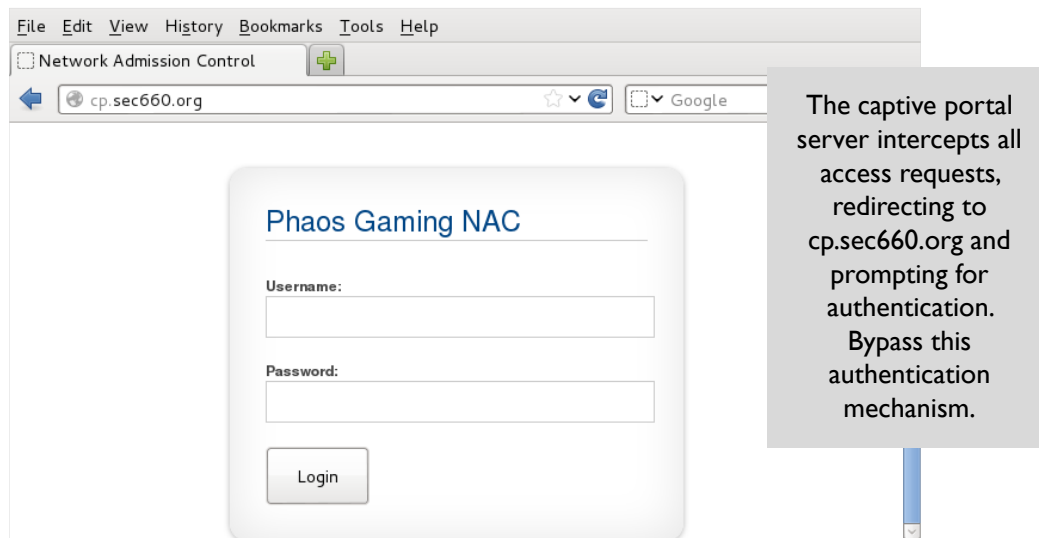 File Edit View History Bookmarks Tools Help
Network Admission Control
cp.sec660.org
Google
Phaos Gaming NAC
Username:
Password:
Login
The captive portal
server intercepts all
access requests,
redirecting to
cp.sec660.org and
prompting for
authentication.
Bypass this
authentication
mechanism.